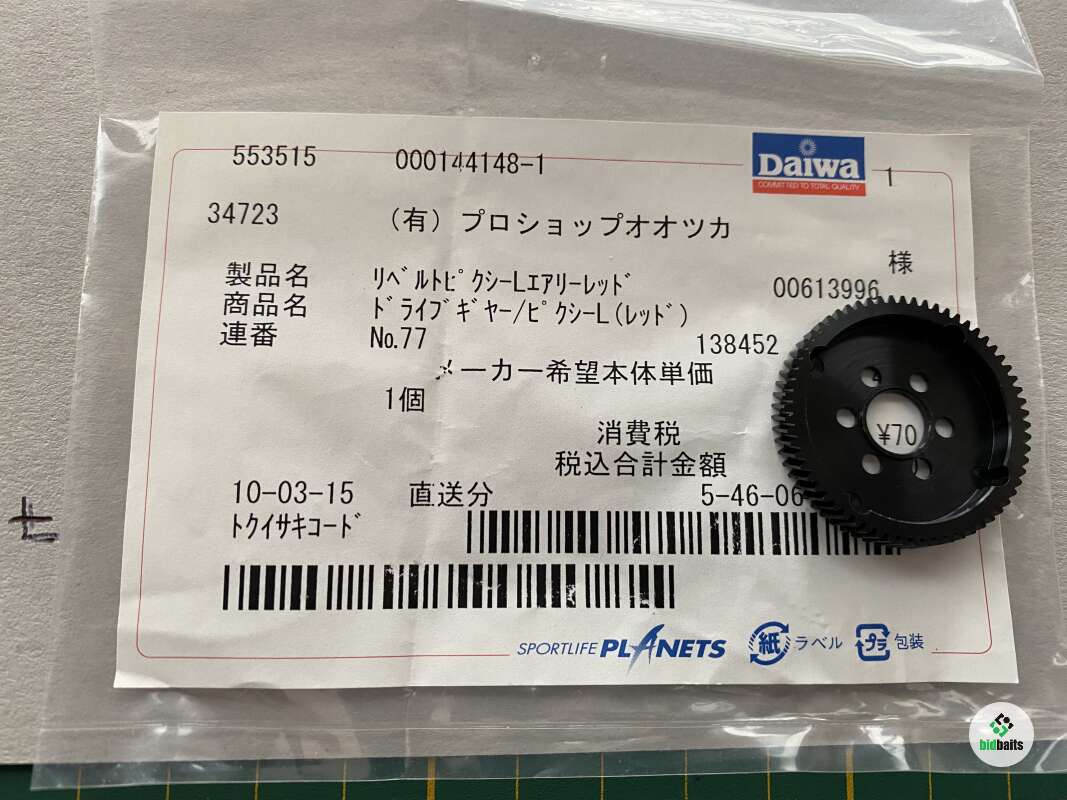 553515 000144148-1
Daiwa
COMMITTED TO TOTAL QUALITY
1
34723 (有) プロショップオオツカ
様
製品名 ﾘﾍﾞﾙﾄﾋﾟｸｼｰLｴｱﾘｰﾚｯﾄﾞ 00613996
商品名 ﾄﾞﾗｲﾌﾞｷﾞﾔｰ/ﾋﾟｸｼｰL(ﾚｯﾄﾞ)
連番 No.77 138452
メーカー希望本体単価
1個
¥70
消費税
税込合計金額
10-03-15 直送分 5-46-06
ﾄｸｲｻｷｺｰﾄﾞ
SPORTLIFE PLANETS 紙 ラベル プラ 包装
bidbaits